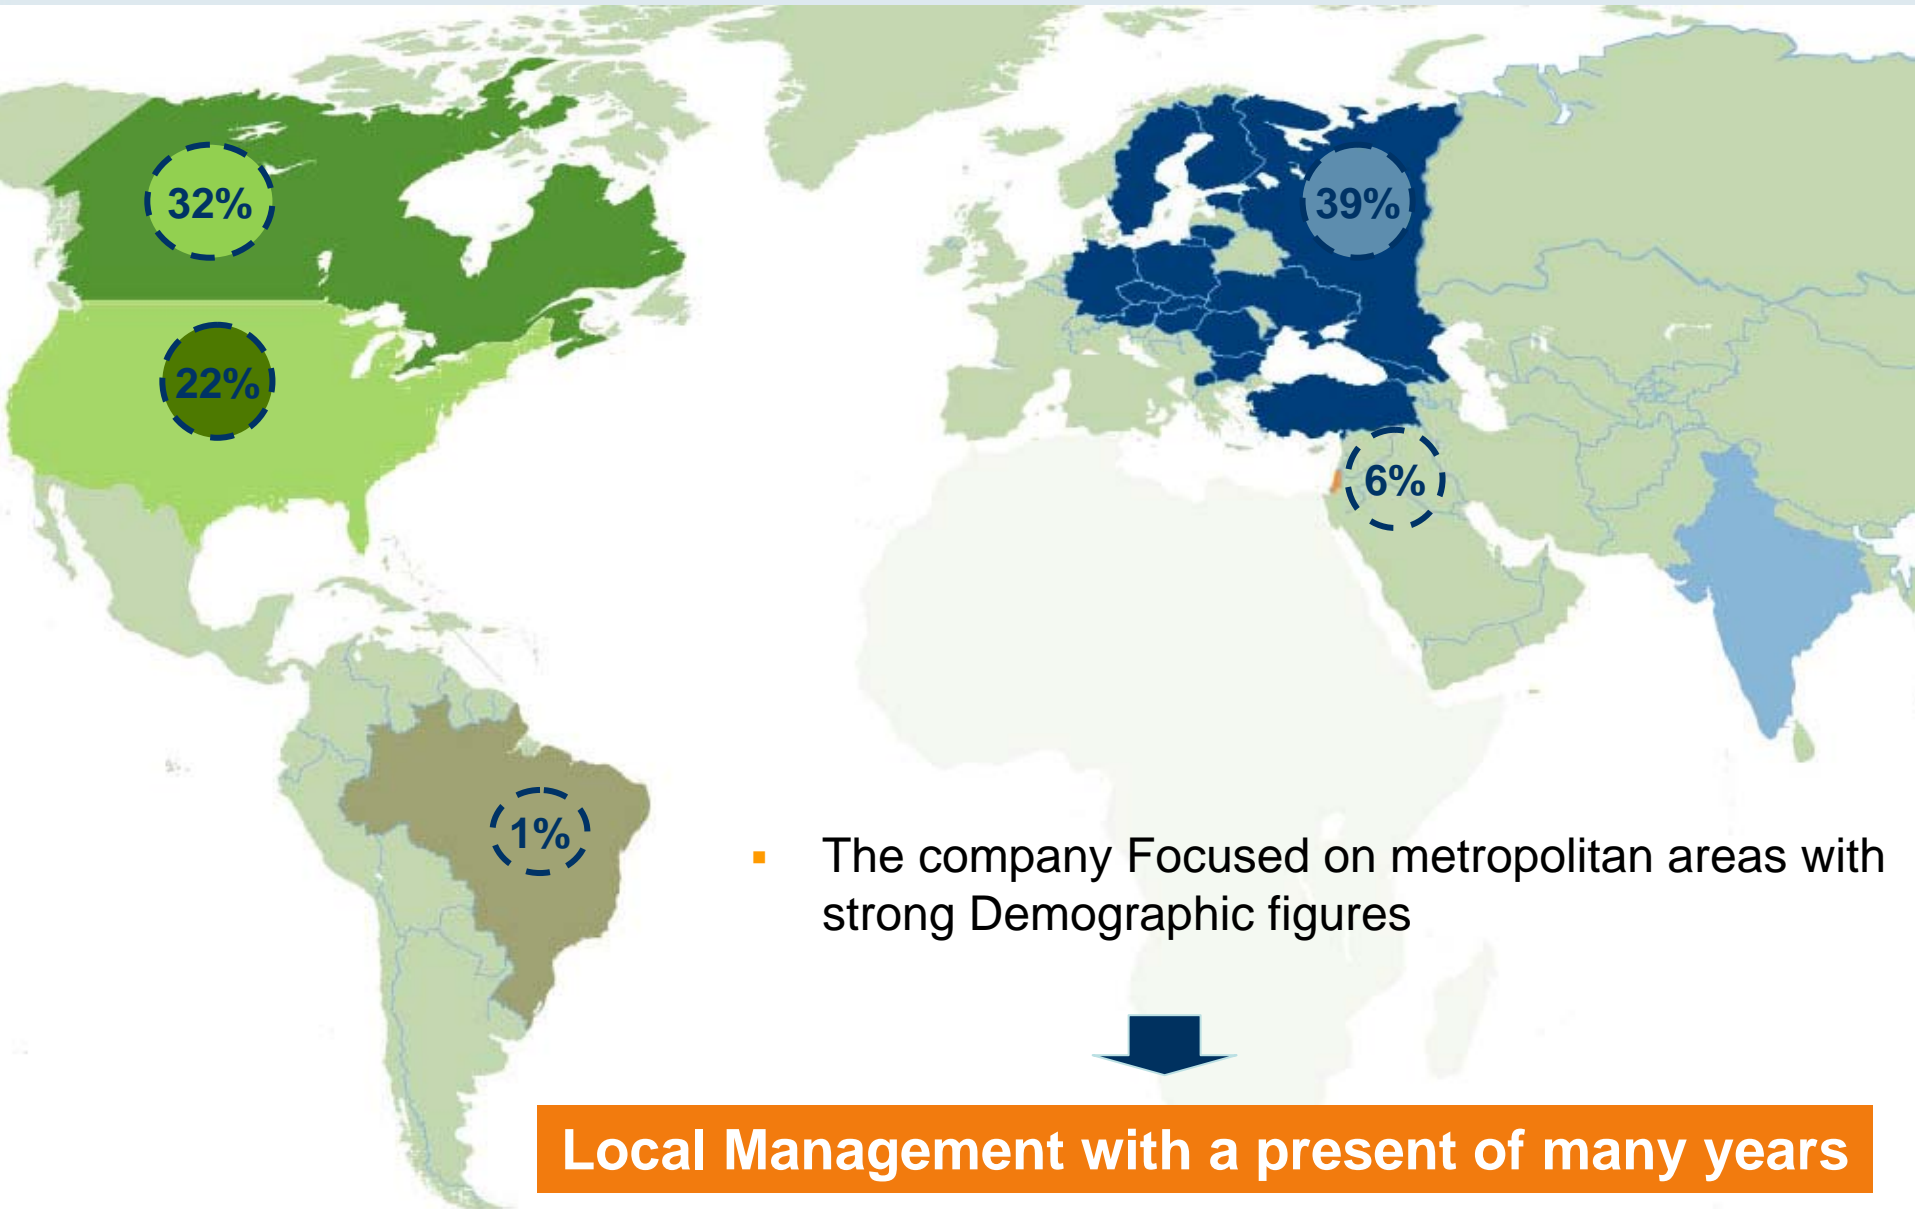 32%
39%
22%
6%
1%
▪ The company Focused on metropolitan areas with
strong Demographic figures
Local Management with a present of many years